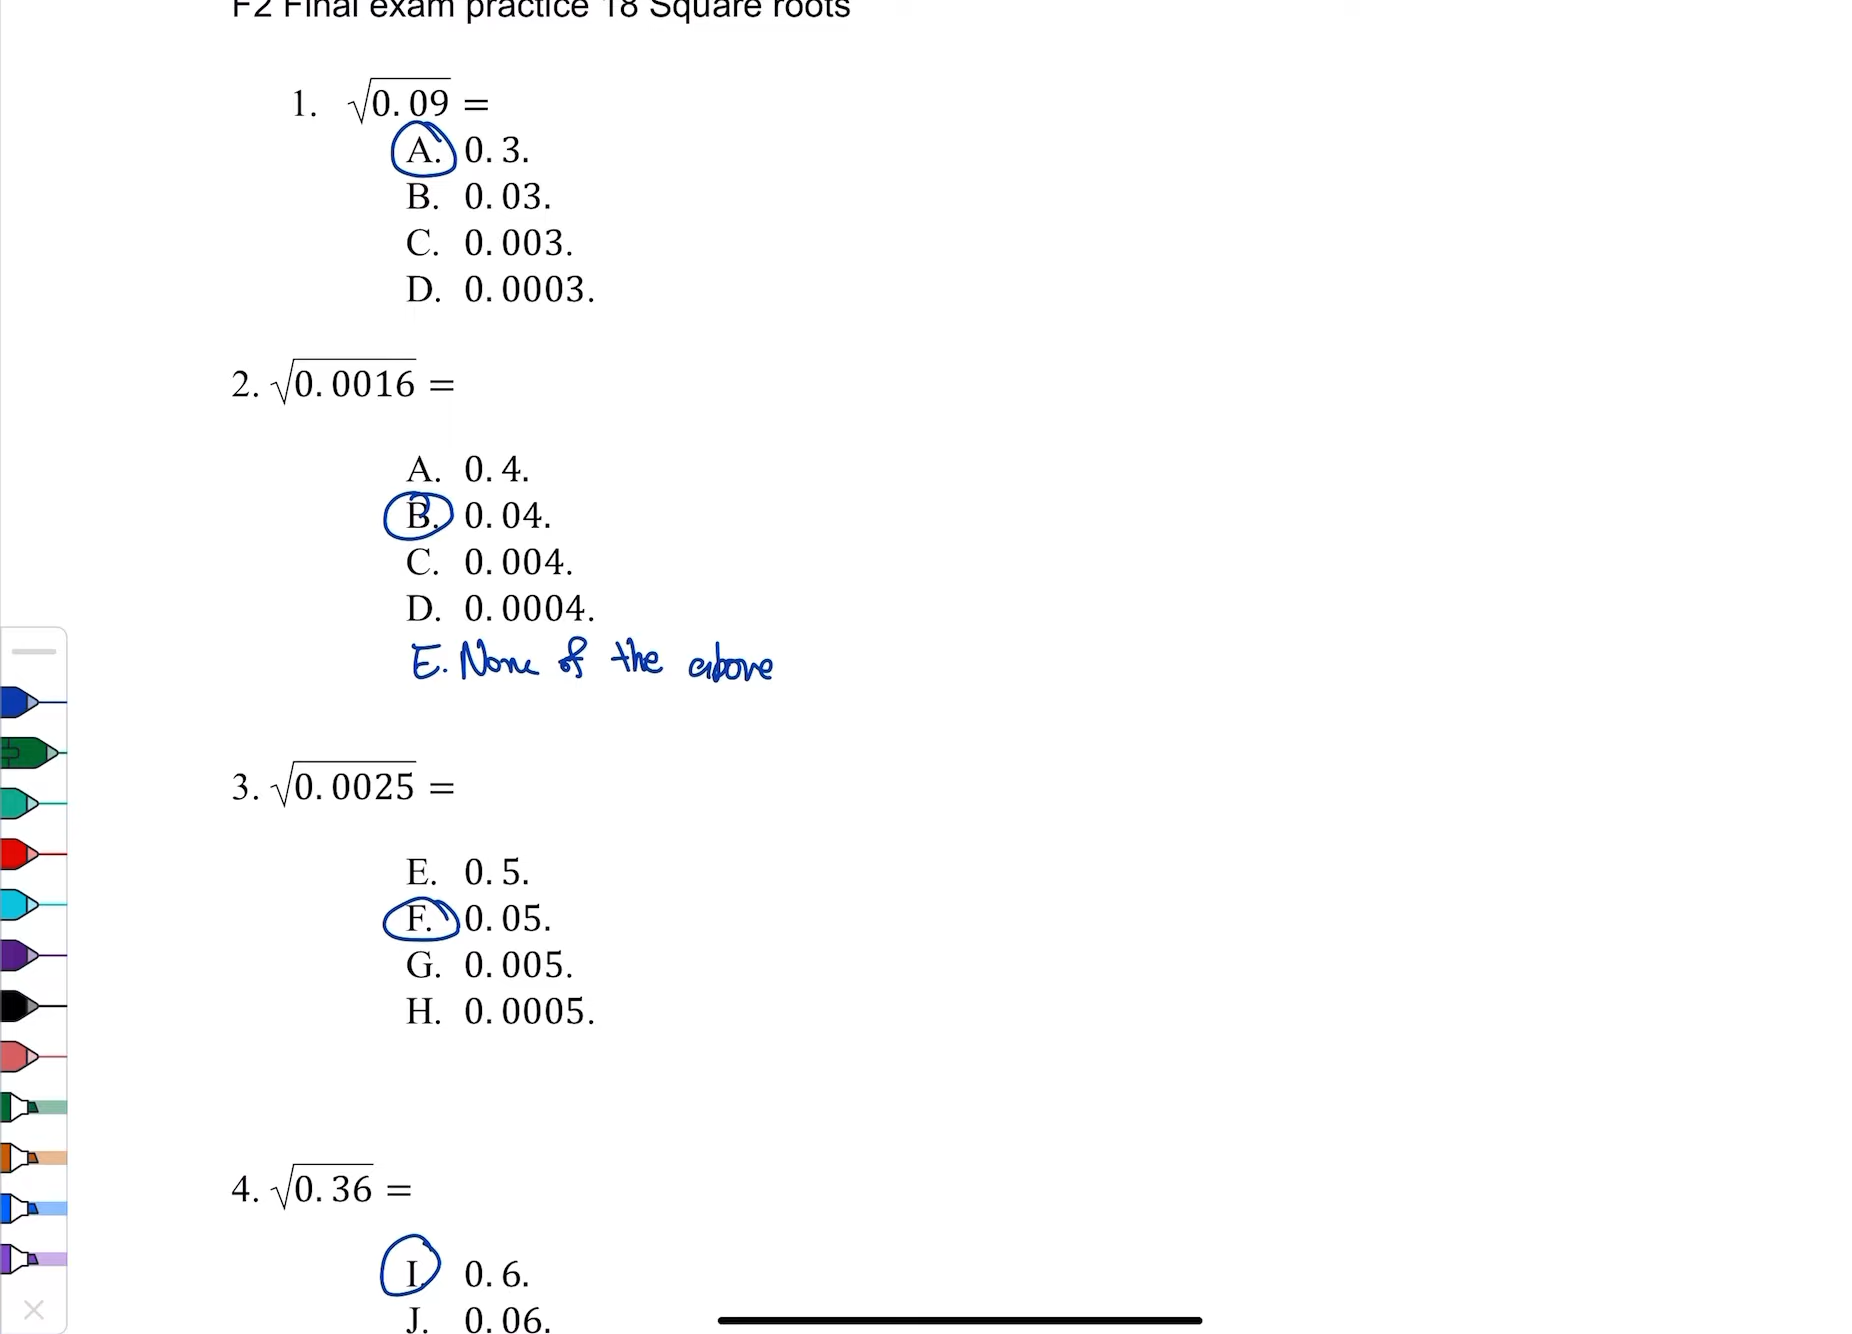 F2 Final exam practice 18 Square roots
1. √0.09 =
A. 0.3.
B. 0.03.
C. 0.003.
D. 0.0003.
2. √0.0016 =
A. 0.4.
B. 0.04.
C. 0.004.
D. 0.0004.
E. None of the above
3. √0.0025 =
E. 0.5.
F. 0.05.
G. 0.005.
H. 0.0005.
4. √0.36 =
I. 0.6.
J. 0.06.